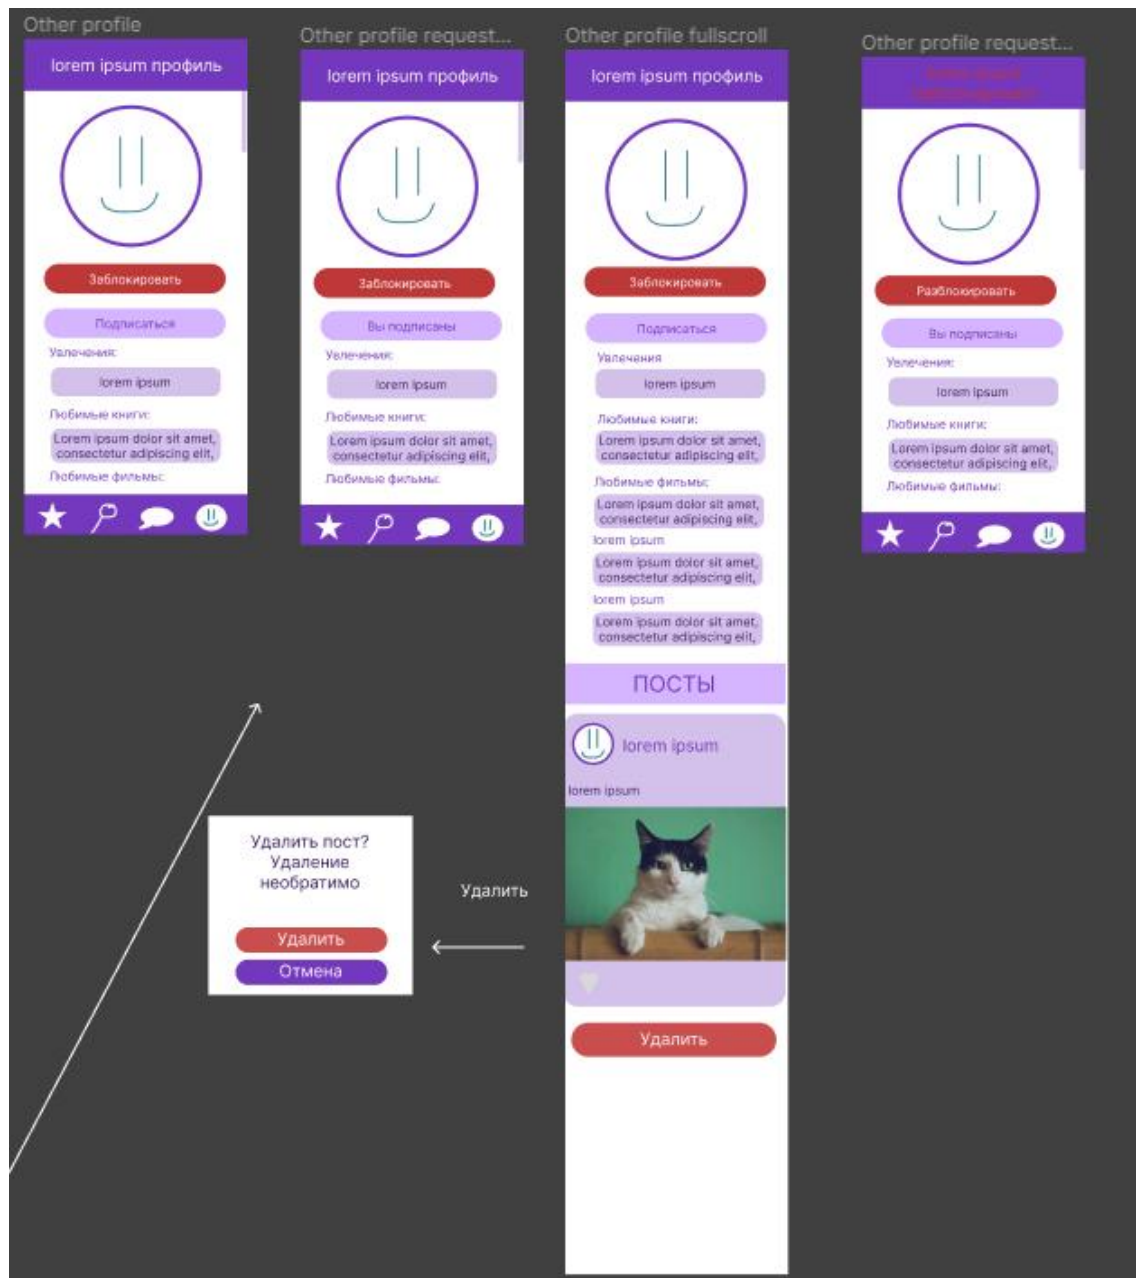 Other profile
lorem ipsum профиль
Заблокировать
Подписаться
Увлечения:
lorem ipsum
Любимые книги:
Lorem ipsum dolor sit amet,
consectetur adipiscing elit,
Любимые фильмы:
Other profile request...
lorem ipsum профиль
Заблокировать
Вы подписаны
Увлечения:
lorem ipsum
Любимые книги:
Lorem ipsum dolor sit amet,
consectetur adipiscing elit,
Любимые фильмы:
Other profile fullscroll
lorem ipsum профиль
Заблокировать
Подписаться
Увлечения
lorem ipsum
Любимые книги:
Lorem ipsum dolor sit amet,
consectetur adipiscing elit,
Любимые фильмы:
Lorem ipsum dolor sit amet,
consectetur adipiscing elit,
lorem ipsum
Lorem ipsum dolor sit amet,
consectetur adipiscing elit,
lorem ipsum
Lorem ipsum dolor sit amet,
consectetur adipiscing elit,
ПОСТЫ
lorem ipsum
lorem ipsum
Удалить
Other profile request...
Разблокировать
Вы подписаны
Увлечения:
lorem ipsum
Любимые книги:
Lorem ipsum dolor sit amet,
consectetur adipiscing elit,
Любимые фильмы:
Удалить пост?
Удаление
необратимо
Удалить
Отмена
Удалить